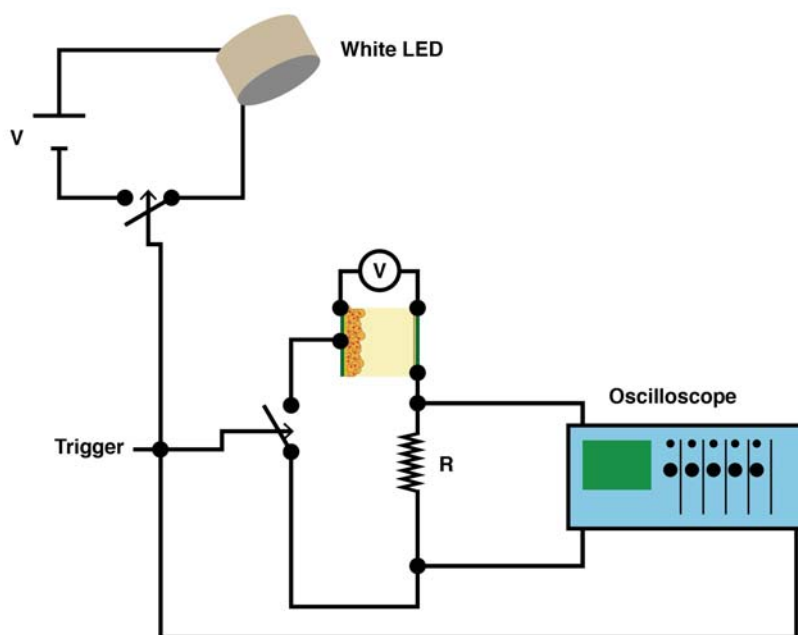 White LED
V
V
Oscilloscope
Trigger
R